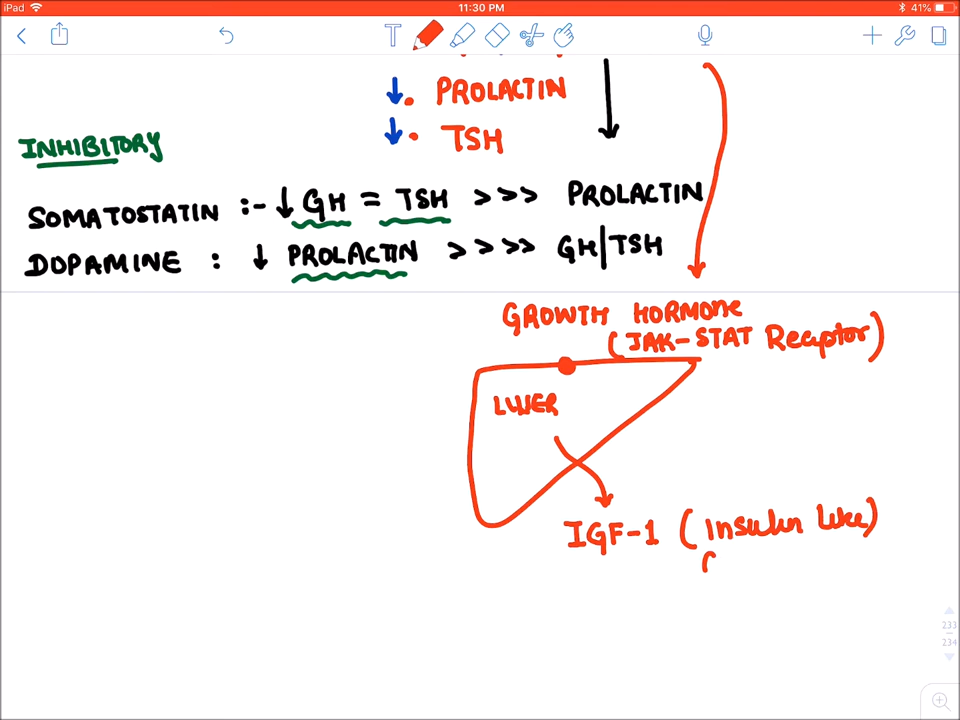 iPad 11:30 PM 41%
T
↓. PROLACTIN
↓. TSH
INHIBITORY
SOMATOSTATIN :- ↓ GH = TSH >>> PROLACTIN
DOPAMINE : ↓ PROLACTIN >>>> GH|TSH
GROWTH HORMONE
(JAK-STAT Receptor)
LIVER
IGF-1 (Insulin Like)
233
234